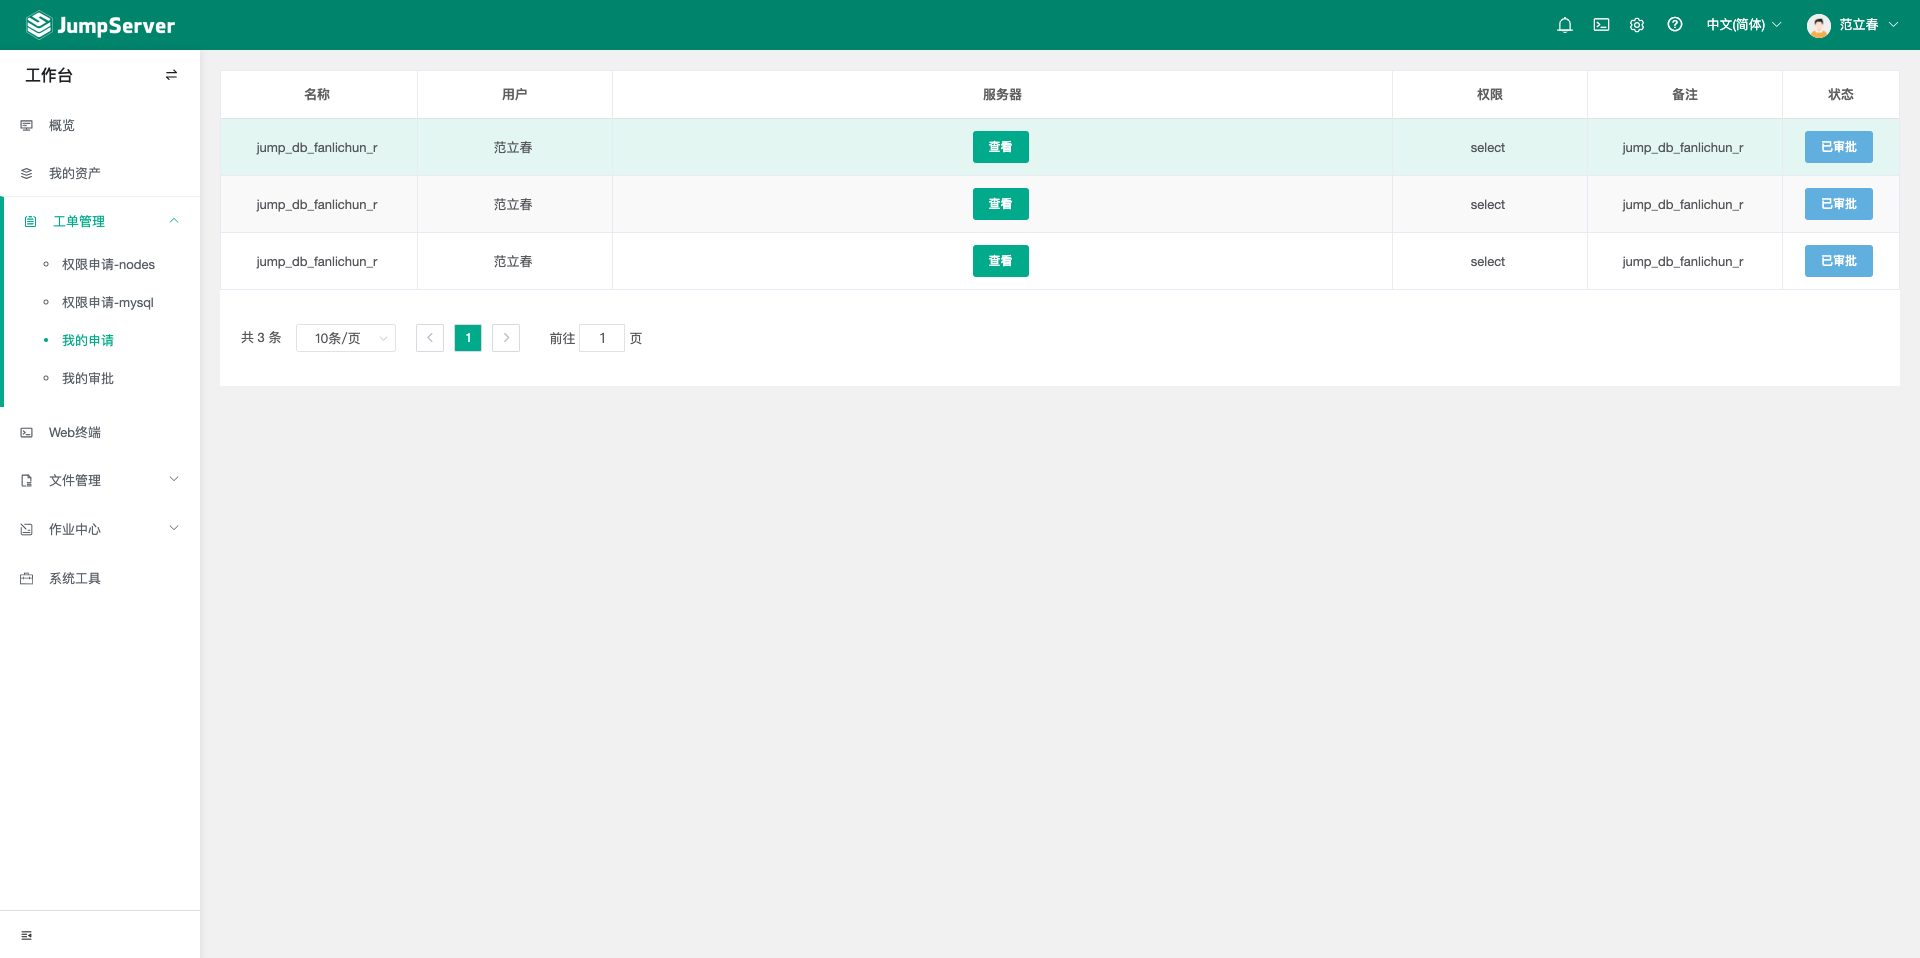 JumpServer
中文(简体)
范立春
工作台
概览
我的资产
工单管理
权限申请-nodes
权限申请-mysql
我的申请
我的审批
Web终端
文件管理
作业中心
系统工具
名称 用户 服务器 权限 备注 状态
jump_db_fanlichun_r 范立春 查看 select jump_db_fanlichun_r 已审批
jump_db_fanlichun_r 范立春 查看 select jump_db_fanlichun_r 已审批
jump_db_fanlichun_r 范立春 查看 select jump_db_fanlichun_r 已审批
共 3 条 10条/页 1 前往 1 页